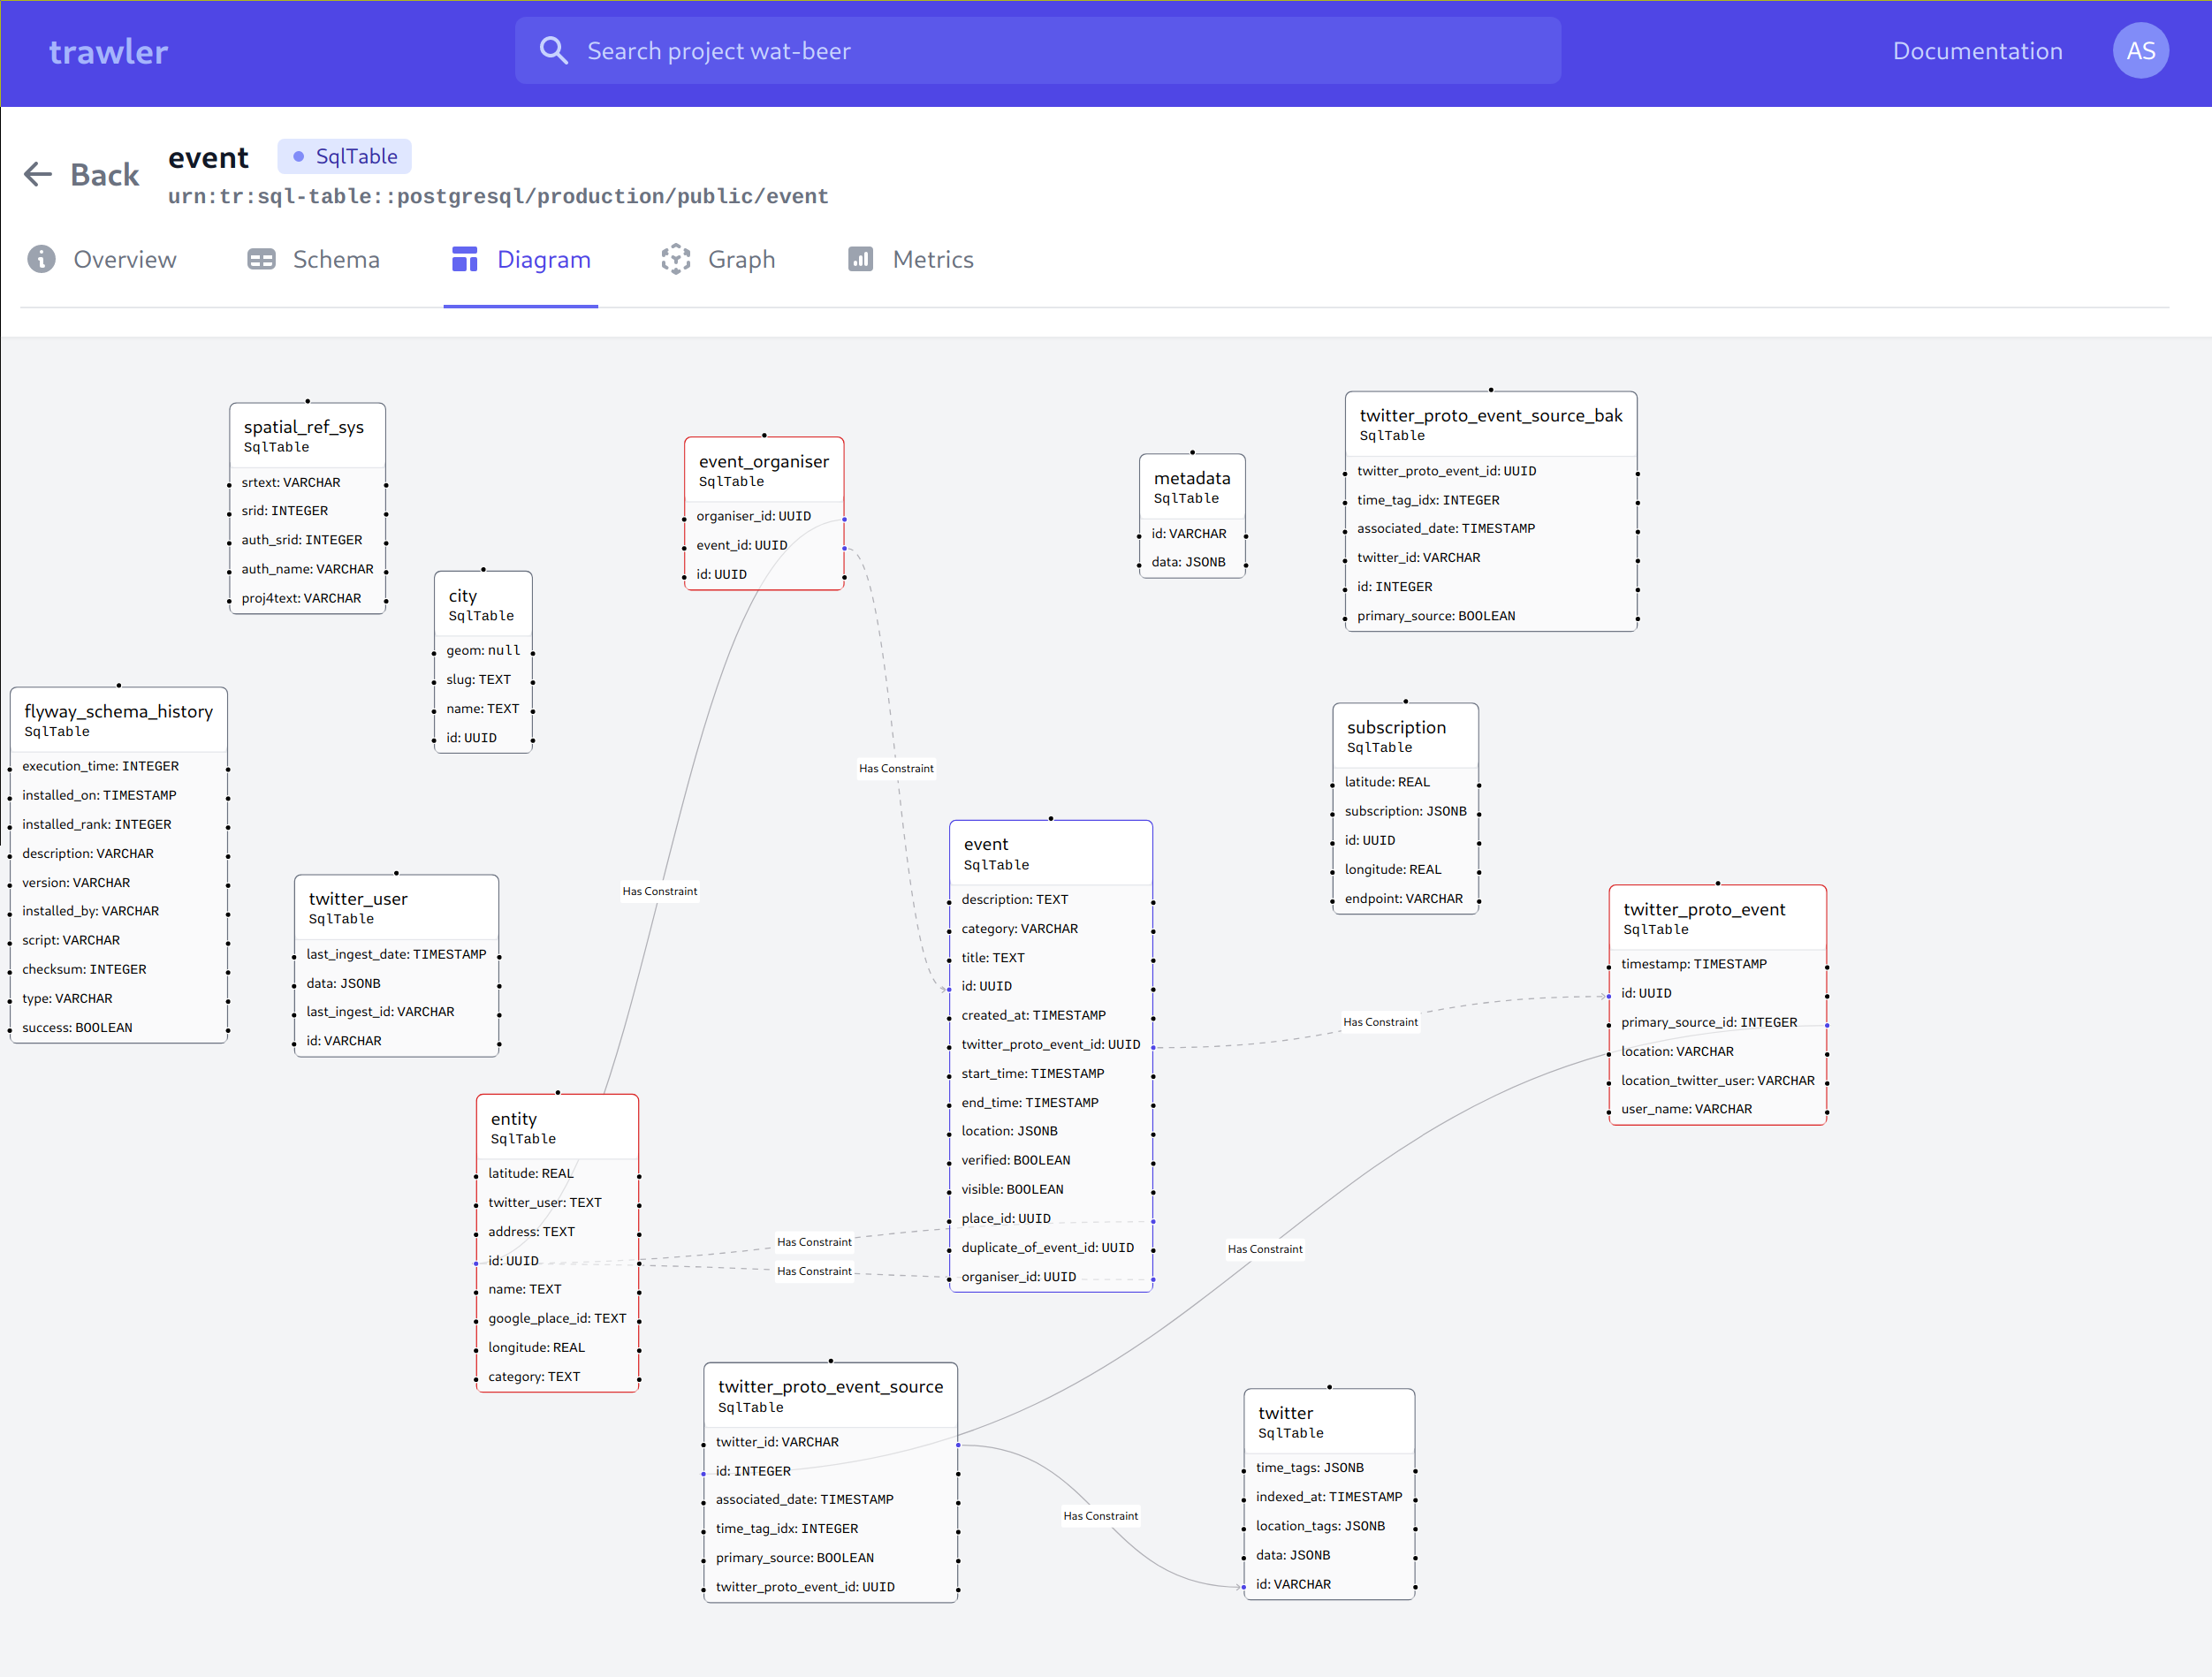 trawler
Search project wat-beer
Documentation
AS
Back
event
SqlTable
urn:tr:sql-table::postgresql/production/public/event
Overview
Schema
Diagram
Graph
Metrics
spatial_ref_sys
SqlTable
srtext: VARCHAR
srid: INTEGER
auth_srid: INTEGER
auth_name: VARCHAR
proj4text: VARCHAR
city
SqlTable
geom: null
slug: TEXT
name: TEXT
id: UUID
event_organiser
SqlTable
organiser_id: UUID
event_id: UUID
id: UUID
metadata
SqlTable
id: VARCHAR
data: JSONB
twitter_proto_event_source_bak
SqlTable
twitter_proto_event_id: UUID
time_tag_idx: INTEGER
associated_date: TIMESTAMP
twitter_id: VARCHAR
id: INTEGER
primary_source: BOOLEAN
flyway_schema_history
SqlTable
execution_time: INTEGER
installed_on: TIMESTAMP
installed_rank: INTEGER
description: VARCHAR
version: VARCHAR
installed_by: VARCHAR
script: VARCHAR
checksum: INTEGER
type: VARCHAR
success: BOOLEAN
twitter_user
SqlTable
last_ingest_date: TIMESTAMP
data: JSONB
last_ingest_id: VARCHAR
id: VARCHAR
Has Constraint
Has Constraint
event
SqlTable
description: TEXT
category: VARCHAR
title: TEXT
id: UUID
created_at: TIMESTAMP
twitter_proto_event_id: UUID
start_time: TIMESTAMP
end_time: TIMESTAMP
location: JSONB
verified: BOOLEAN
visible: BOOLEAN
place_id: UUID
duplicate_of_event_id: UUID
organiser_id: UUID
subscription
SqlTable
latitude: REAL
subscription: JSONB
id: UUID
longitude: REAL
endpoint: VARCHAR
Has Constraint
twitter_proto_event
SqlTable
timestamp: TIMESTAMP
id: UUID
primary_source_id: INTEGER
location: VARCHAR
location_twitter_user: VARCHAR
user_name: VARCHAR
entity
SqlTable
latitude: REAL
twitter_user: TEXT
address: TEXT
id: UUID
name: TEXT
google_place_id: TEXT
longitude: REAL
category: TEXT
Has Constraint
Has Constraint
Has Constraint
twitter_proto_event_source
SqlTable
twitter_id: VARCHAR
id: INTEGER
associated_date: TIMESTAMP
time_tag_idx: INTEGER
primary_source: BOOLEAN
twitter_proto_event_id: UUID
Has Constraint
twitter
SqlTable
time_tags: JSONB
indexed_at: TIMESTAMP
location_tags: JSONB
data: JSONB
id: VARCHAR